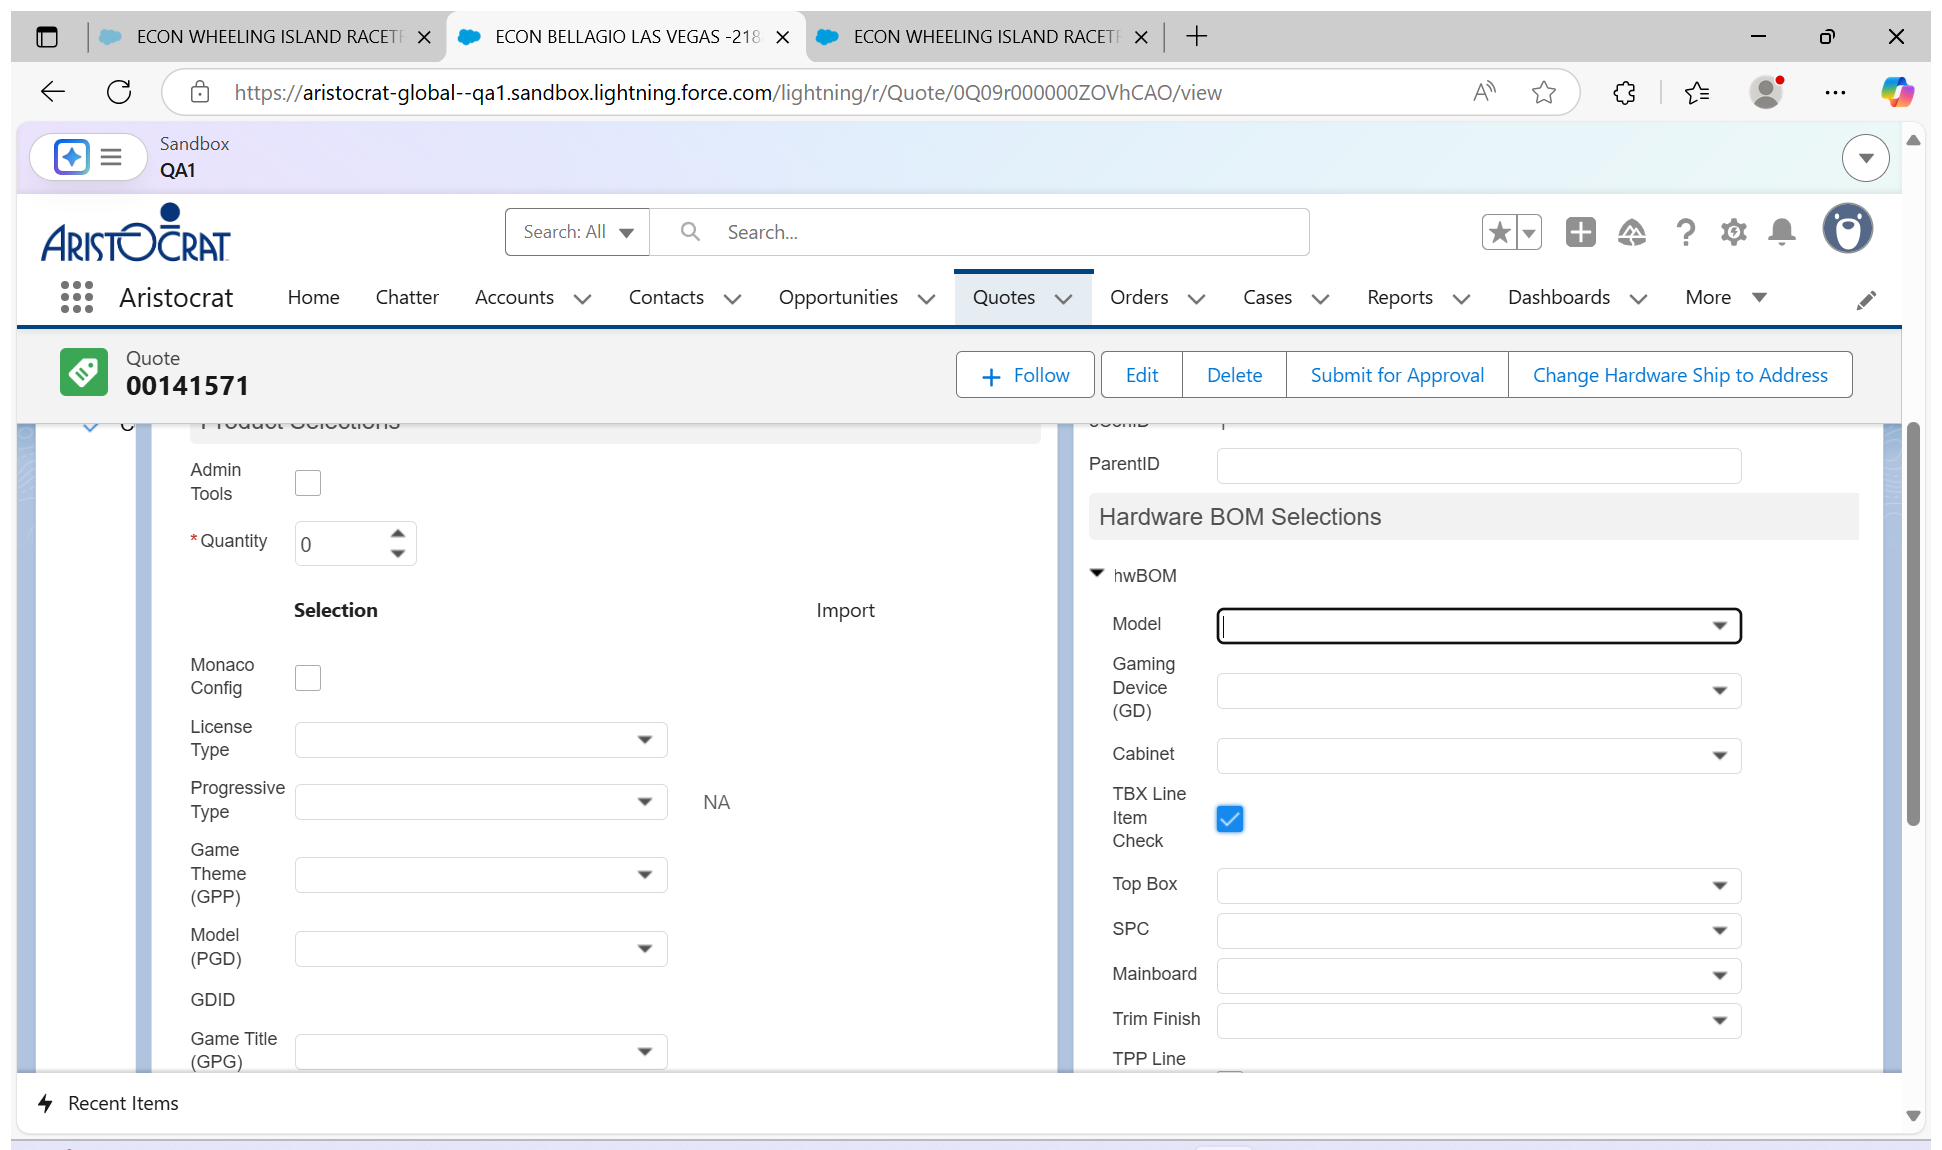 ECON WHEELING ISLAND RACETR
ECON BELLAGIO LAS VEGAS -218
ECON WHEELING ISLAND RACETR
https://aristocrat-global--qa1.sandbox.lightning.force.com/lightning/r/Quote/0Q09r000000ZOVhCAO/view
Sandbox
QA1
ARISTOCRAT
Search: All
Search...
Aristocrat
Home
Chatter
Accounts
Contacts
Opportunities
Quotes
Orders
Cases
Reports
Dashboards
More
Quote
00141571
Follow
Edit
Delete
Submit for Approval
Change Hardware Ship to Address
Product Selections
Admin
Tools
*Quantity
0
Selection
Import
Monaco
Config
License
Type
Progressive
Type
NA
Game
Theme
(GPP)
Model
(PGD)
GDID
Game Title
(GPG)
ParentID
Hardware BOM Selections
hwBOM
Model
Gaming
Device
(GD)
Cabinet
TBX Line
Item
Check
Top Box
SPC
Mainboard
Trim Finish
TPP Line
Recent Items